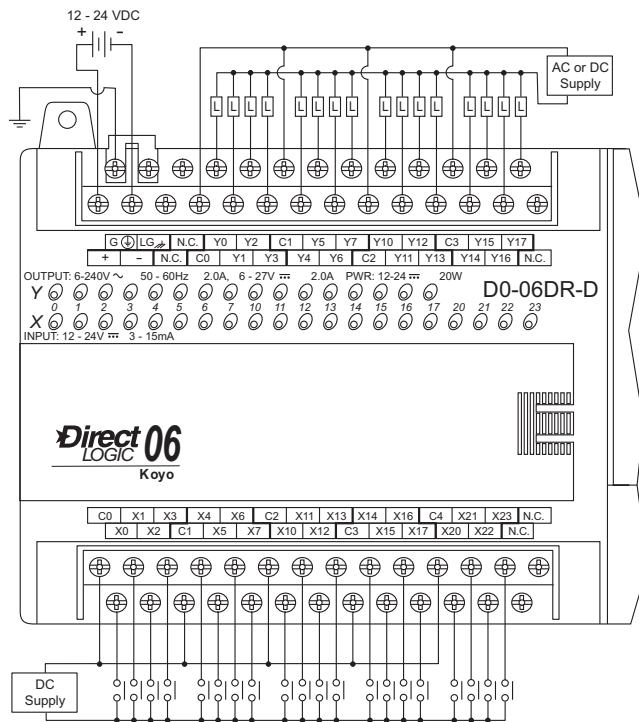 12 - 24 VDC
+ –
AC or DC
Supply
L L L L L L L L L L L L L L L L
G LG N.C. Y0 Y2 C1 Y5 Y7 Y10 Y12 C3 Y15 Y17
+ – N.C. C0 Y1 Y3 Y4 Y6 C2 Y11 Y13 Y14 Y16 N.C.
OUTPUT: 6-240V ~ 50 - 60Hz 2.0A, 6 - 27V ⎓ 2.0A PWR: 12-24 ⎓ 20W
Y
D0-06DR-D
0 1 2 3 4 5 6 7 10 11 12 13 14 15 16 17 20 21 22 23
X
INPUT: 12 - 24V ⎓ 3 - 15mA
Direct
LOGIC 06
Koyo
C0 X1 X3 X4 X6 C2 X11 X13 X14 X16 C4 X21 X23 N.C.
X0 X2 C1 X5 X7 X10 X12 C3 X15 X17 X20 X22 N.C.
DC
Supply